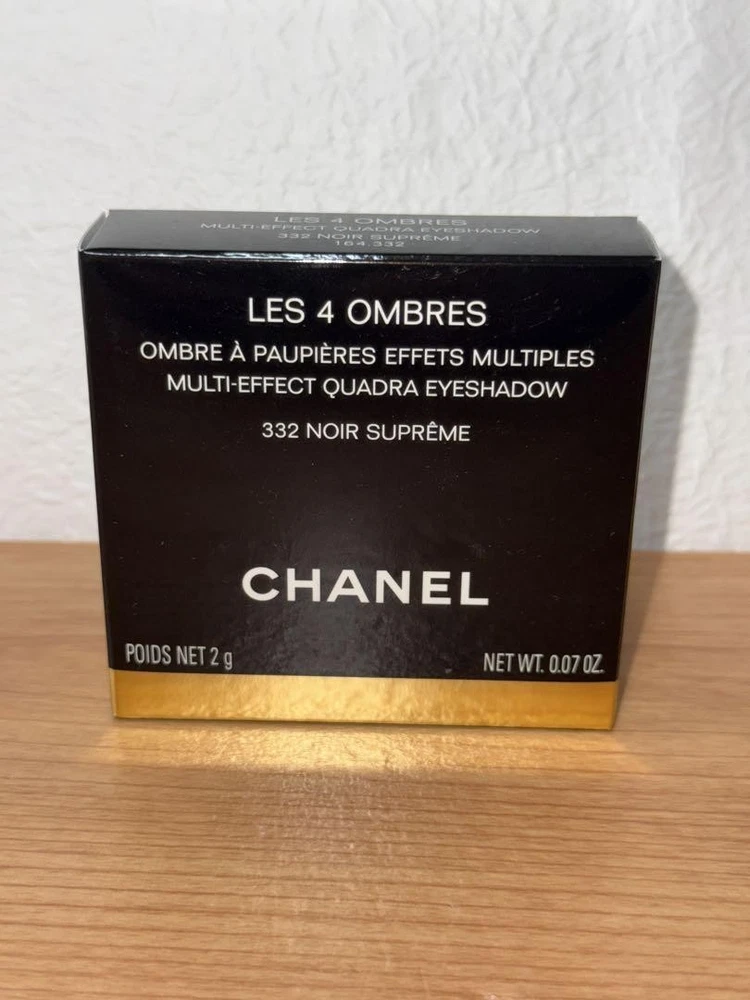 LES 4 OMBRES
MULTI-EFFECT QUADRA EYESHADOW
332 NOIR SUPRÊME
164.332
LES 4 OMBRES
OMBRE À PAUPIÈRES EFFETS MULTIPLES
MULTI-EFFECT QUADRA EYESHADOW
332 NOIR SUPRÊME
CHANEL
POIDS NET 2 g
NET WT. 0.07 OZ.